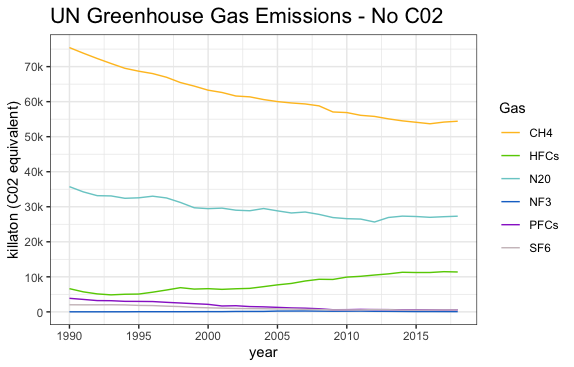 UN Greenhouse Gas Emissions - No C02
killaton (C02 equivalent)
70k
60k
50k
40k
30k
20k
10k
0
1990
1995
2000
2005
2010
2015
year
Gas
CH4
HFCs
N20
NF3
PFCs
SF6